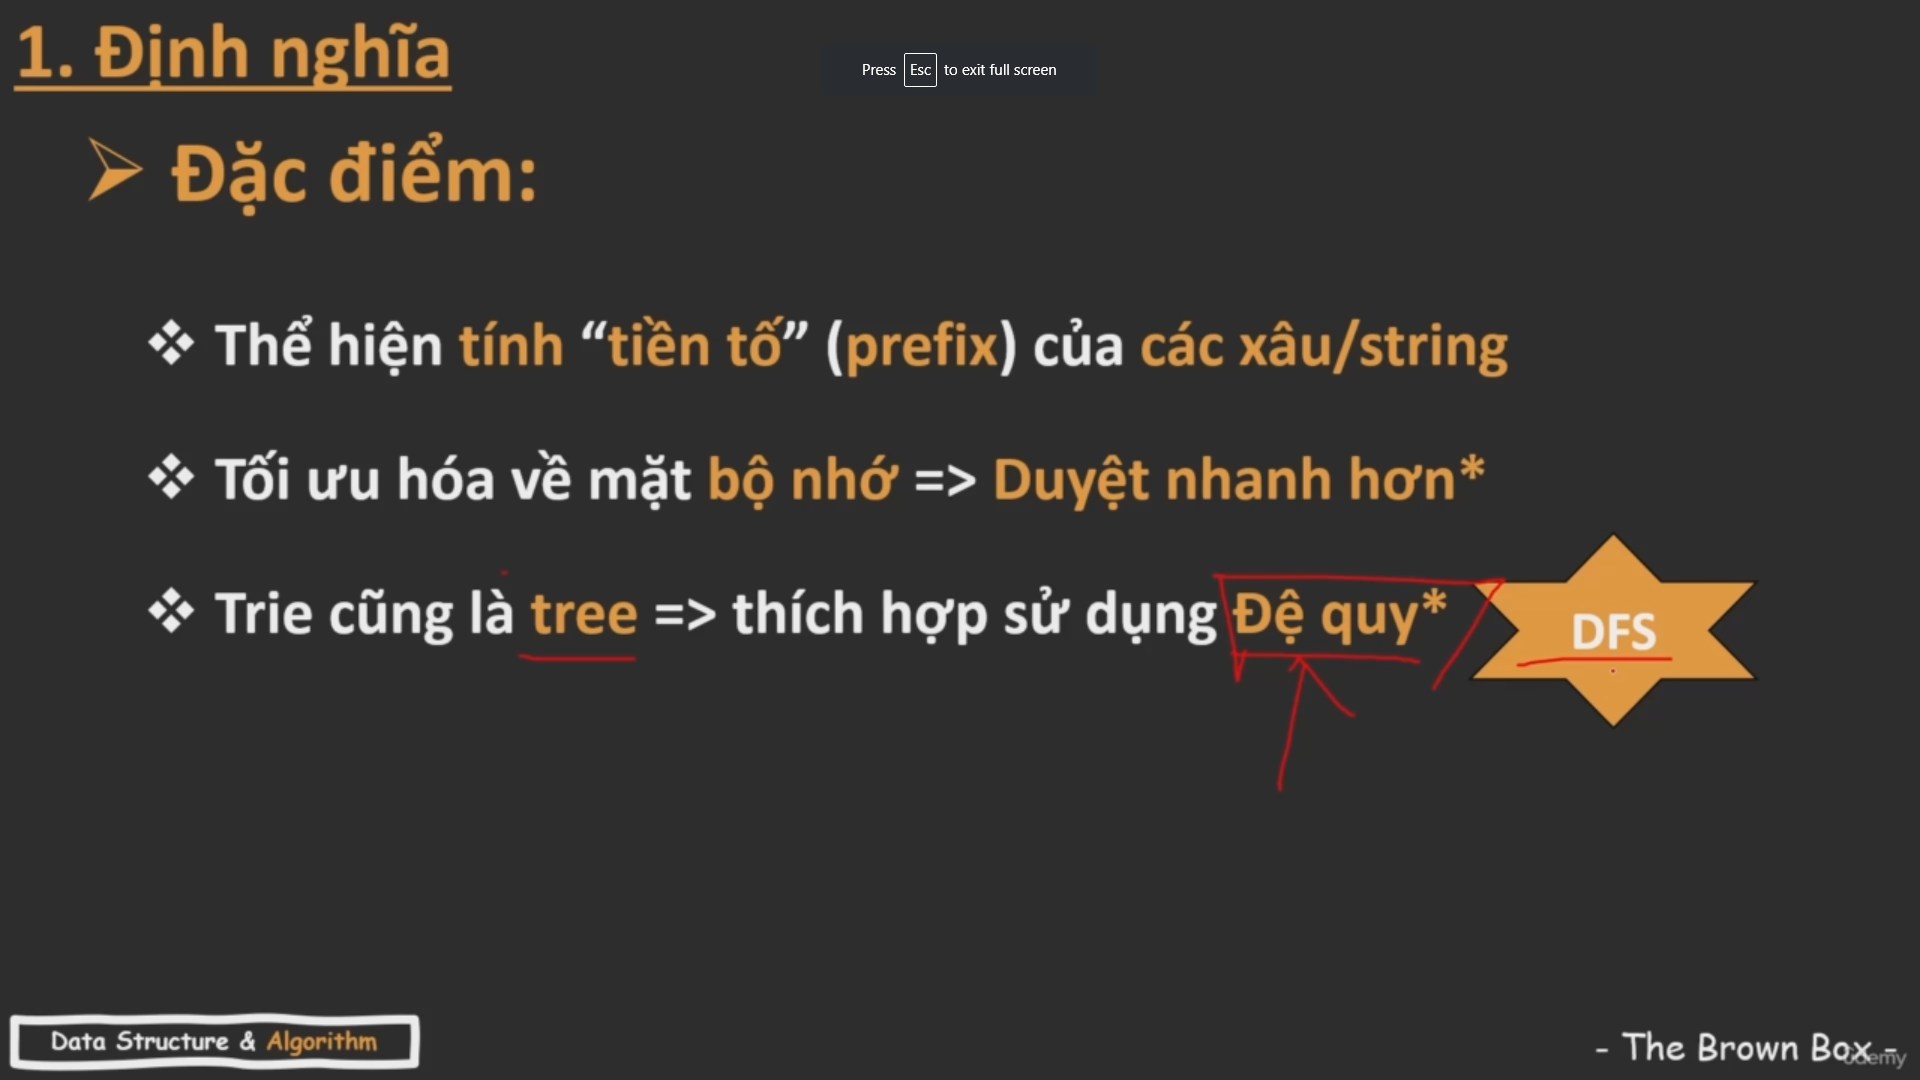 1. Định nghĩa
Press Esc to exit full screen
➢ Đặc điểm:
❖ Thể hiện tính “tiền tố” (prefix) của các xâu/string
❖ Tối ưu hóa về mặt bộ nhớ => Duyệt nhanh hơn*
❖ Trie cũng là tree => thích hợp sử dụng Đệ quy*
DFS
Data Structure & Algorithm
- The Brown Box -
udemy